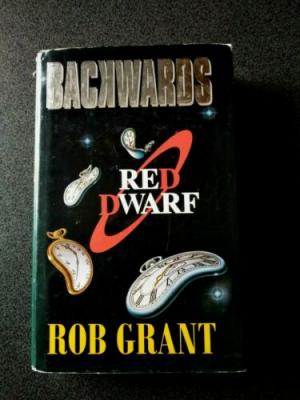 BACKWARDS
RED
DWARF
ROB GRANT